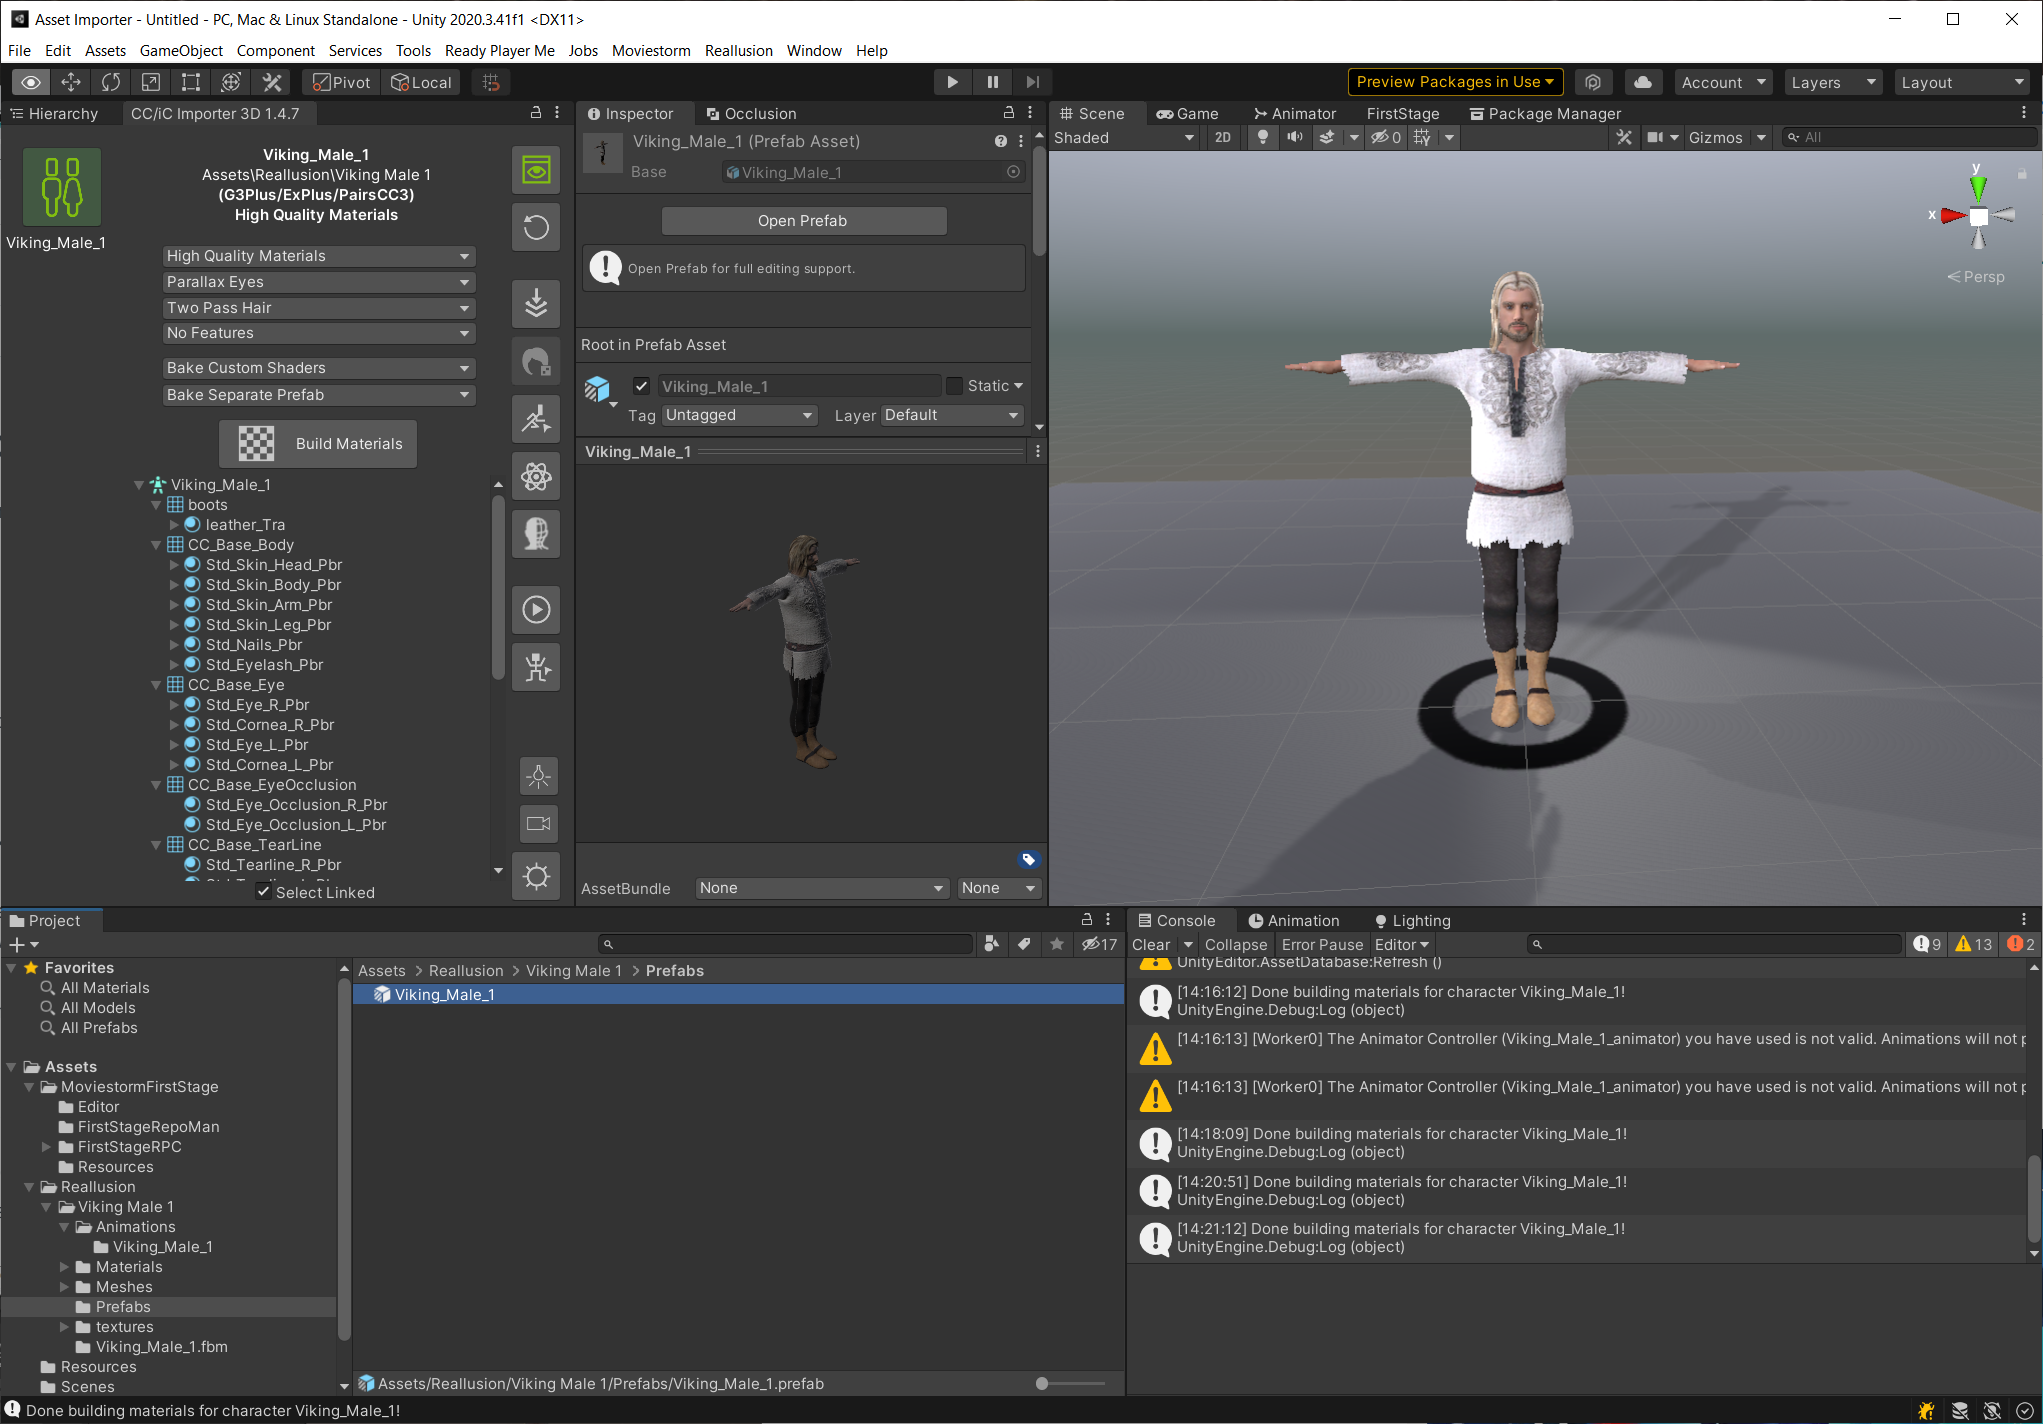 Asset Importer - Untitled - PC, Mac & Linux Standalone - Unity 2020.3.41f1 <DX11>
File Edit Assets GameObject Component Services Tools Ready Player Me Jobs Moviestorm Reallusion Window Help
Pivot Local Preview Packages in Use Account Layers Layout
Hierarchy CC/iC Importer 3D 1.4.7
Viking_Male_1
Viking_Male_1
Assets\Reallusion\Viking Male 1
(G3Plus/ExPlus/PairsCC3)
High Quality Materials
High Quality Materials
Parallax Eyes
Two Pass Hair
No Features
Bake Custom Shaders
Bake Separate Prefab
Build Materials
Viking_Male_1
boots
leather_Tra
CC_Base_Body
Std_Skin_Head_Pbr
Std_Skin_Body_Pbr
Std_Skin_Arm_Pbr
Std_Skin_Leg_Pbr
Std_Nails_Pbr
Std_Eyelash_Pbr
CC_Base_Eye
Std_Eye_R_Pbr
Std_Cornea_R_Pbr
Std_Eye_L_Pbr
Std_Cornea_L_Pbr
CC_Base_EyeOcclusion
Std_Eye_Occlusion_R_Pbr
Std_Eye_Occlusion_L_Pbr
CC_Base_TearLine
Std_Tearline_R_Pbr
Select Linked
Inspector Occlusion
Viking_Male_1 (Prefab Asset)
Base Viking_Male_1
Open Prefab
Open Prefab for full editing support.
Root in Prefab Asset
Viking_Male_1 Static
Tag Untagged Layer Default
Viking_Male_1
AssetBundle None None
Scene Game Animator FirstStage Package Manager
Shaded 2D 0 Gizmos All
y
x
Persp
Project
17
Favorites
All Materials
All Models
All Prefabs
Assets
MoviestormFirstStage
Editor
FirstStageRepoMan
FirstStageRPC
Resources
Reallusion
Viking Male 1
Animations
Viking_Male_1
Materials
Meshes
Prefabs
textures
Viking_Male_1.fbm
Resources
Scenes
Assets > Reallusion > Viking Male 1 > Prefabs
Viking_Male_1
Assets/Reallusion/Viking Male 1/Prefabs/Viking_Male_1.prefab
Console Animation Lighting
Clear Collapse Error Pause Editor 9 13 2
UnityEditor.AssetDatabase:Refresh ()
[14:16:12] Done building materials for character Viking_Male_1!
UnityEngine.Debug:Log (object)
[14:16:13] [Worker0] The Animator Controller (Viking_Male_1_animator) you have used is not valid. Animations will not p
[14:16:13] [Worker0] The Animator Controller (Viking_Male_1_animator) you have used is not valid. Animations will not p
[14:18:09] Done building materials for character Viking_Male_1!
UnityEngine.Debug:Log (object)
[14:20:51] Done building materials for character Viking_Male_1!
UnityEngine.Debug:Log (object)
[14:21:12] Done building materials for character Viking_Male_1!
UnityEngine.Debug:Log (object)
Done building materials for character Viking_Male_1!